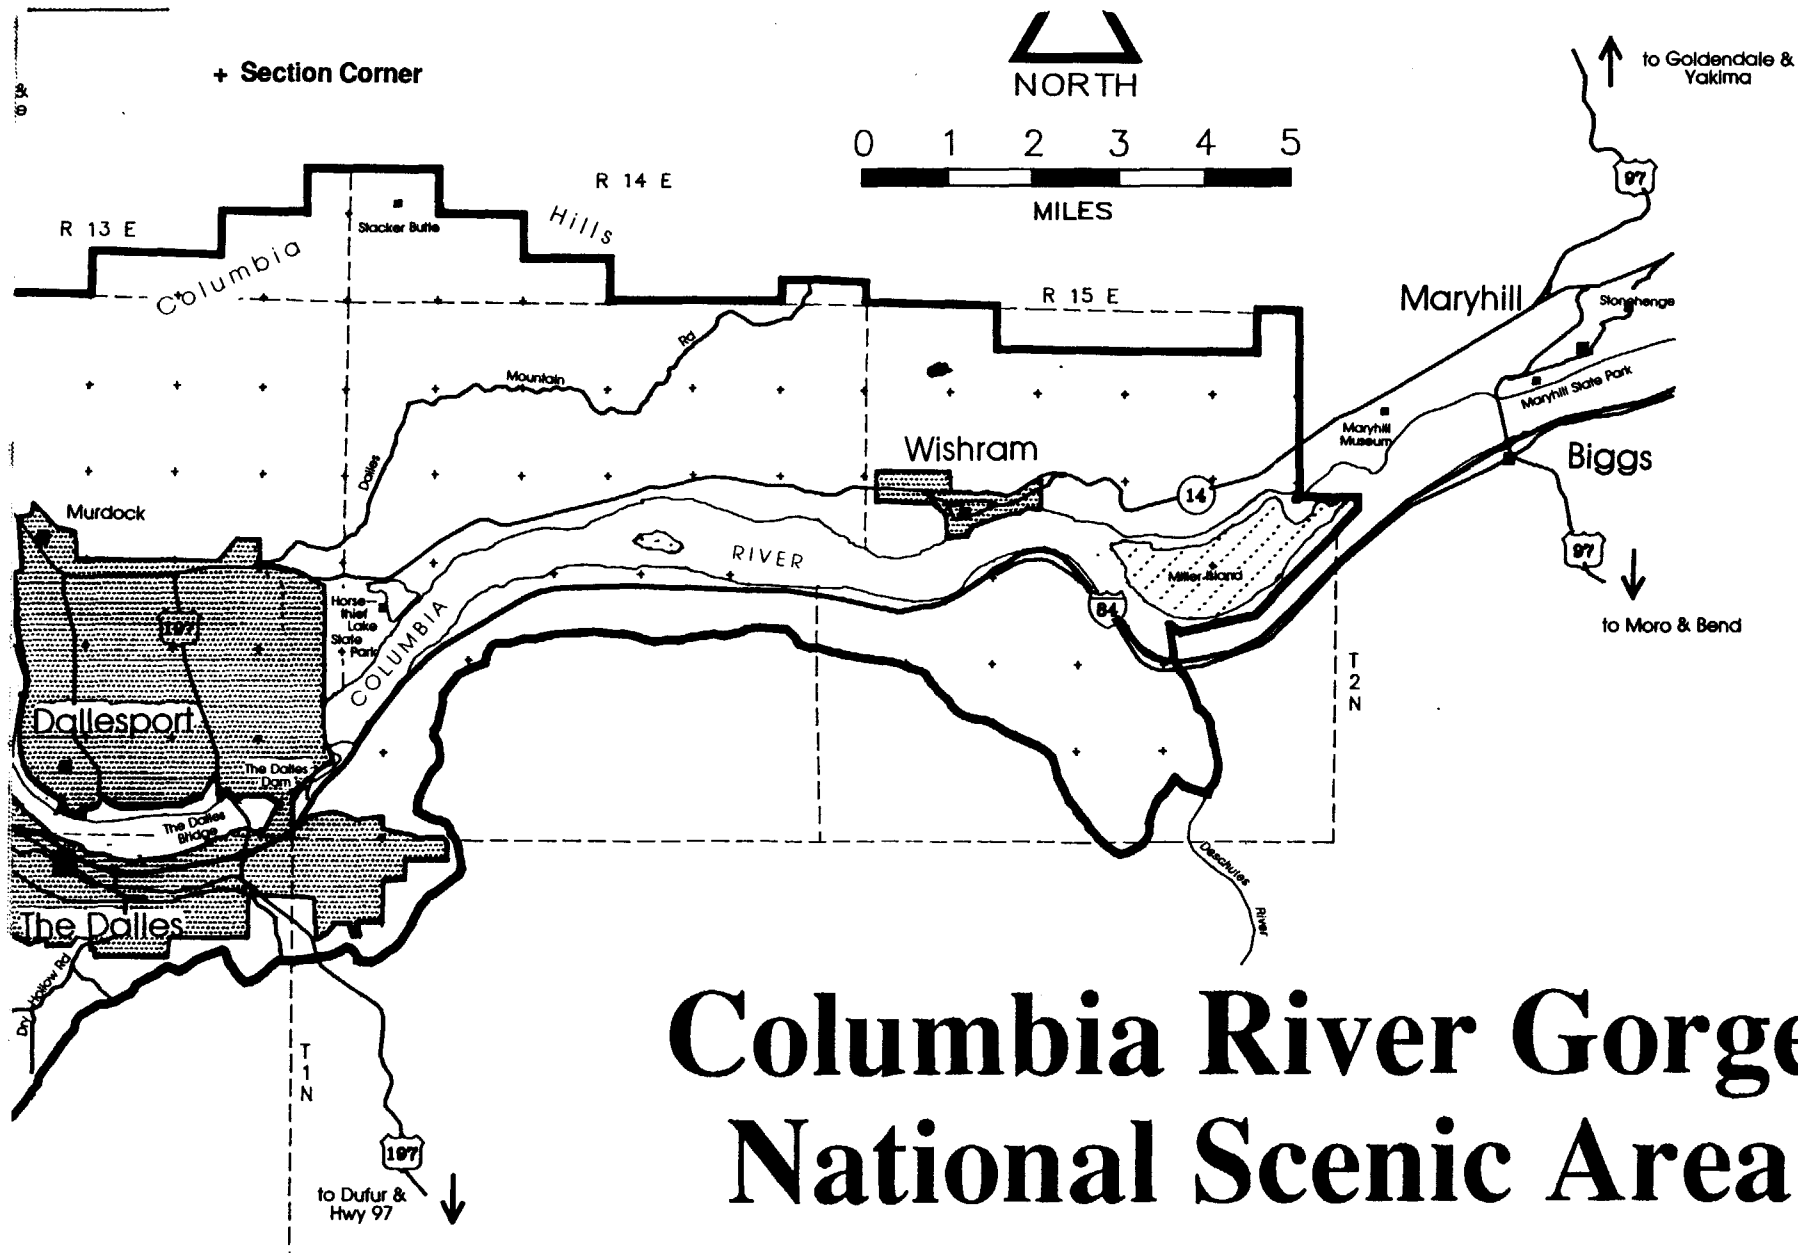 &
e
+ Section Corner
NORTH
0 1 2 3 4 5
MILES
to Goldendale &
Yakima
97
R 13 E
R 14 E
Columbia Hills
Stacker Butte
R 15 E
Maryhill
Stonehenge
Rd
Mountain
Dalles
Maryhill State Park
Maryhill
Museum
Wishram
Biggs
14
Murdock
97
RIVER
Miller Island
84
Horse-
thief
Lake
State
Park
COLUMBIA
197
to Moro & Bend
T
2
N
Dallesport
The Dalles
Dam
The Dalles
Bridge
Deschutes
River
The Dalles
Dry Hollow Rd
T
1
N
197
to Dufur &
Hwy 97
Columbia River Gorge
National Scenic Area